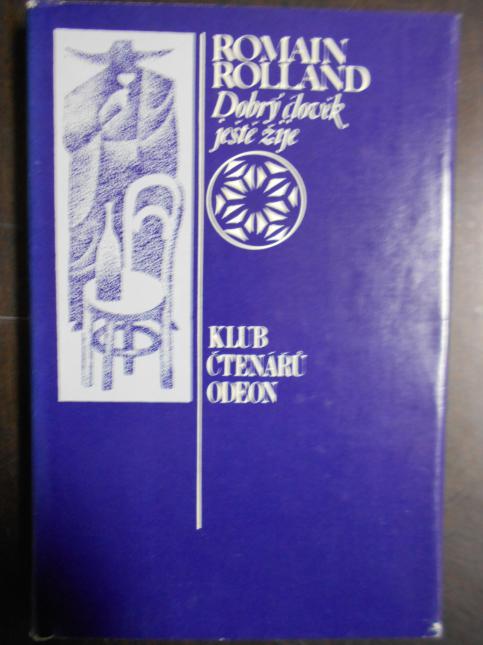 ROMAIN
ROLLAND
Dobrý člověk
ještě žije
KLUB
ČTENÁŘŮ
ODEON